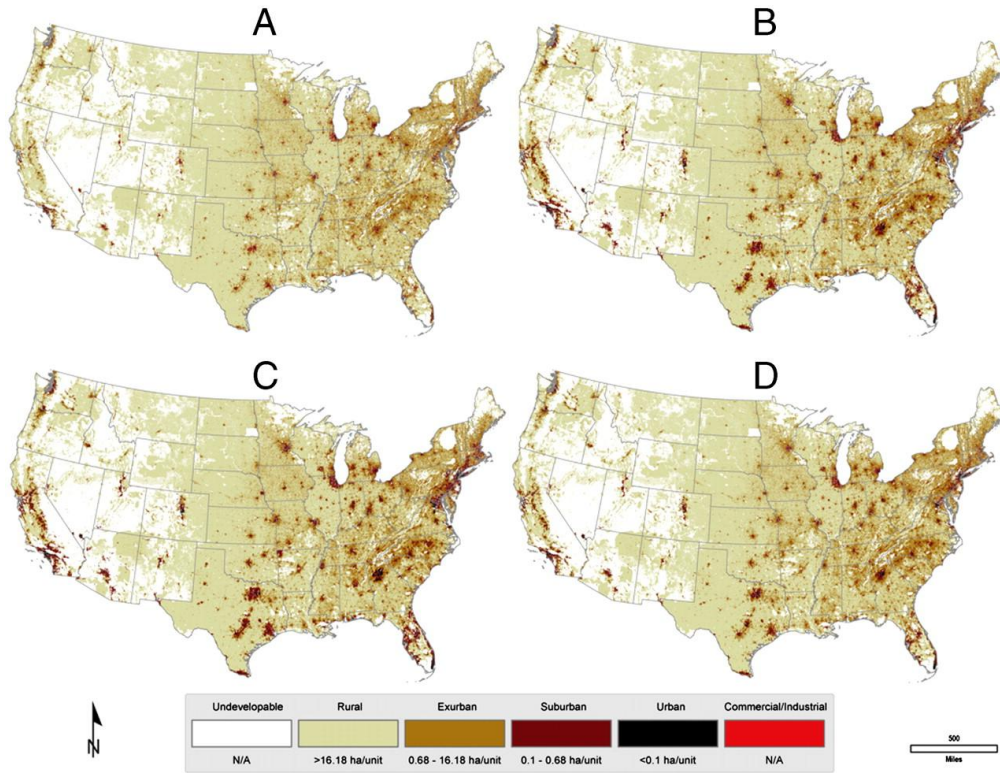 A
B
C
D
Undevelopable Rural Exurban Suburban Urban Commercial/Industrial
N/A >16.18 ha/unit 0.68 - 16.18 ha/unit 0.1 - 0.68 ha/unit <0.1 ha/unit N/A
N
500
Miles